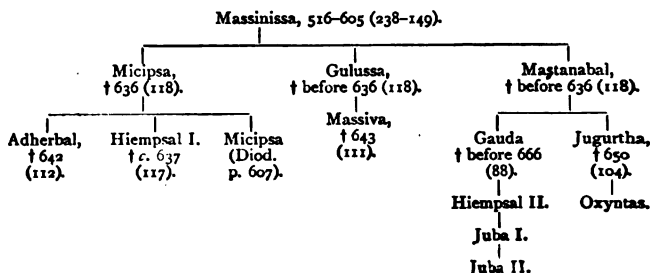 Massinissa, 516–605 (238–149).
Micipsa, Gulussa, Mastanabal,
† 636 (118). † before 636 (118). † before 636 (118).
Massiva,
Adherbal, Hiempsal I. Micipsa † 643 Gauda Jugurtha,
† 642 † c. 637 (Diod. (111). † before 666 † 650
(112). (117). p. 607). (88). (104).
Hiempsal II. Oxyntas.
Juba I.
Juba II.